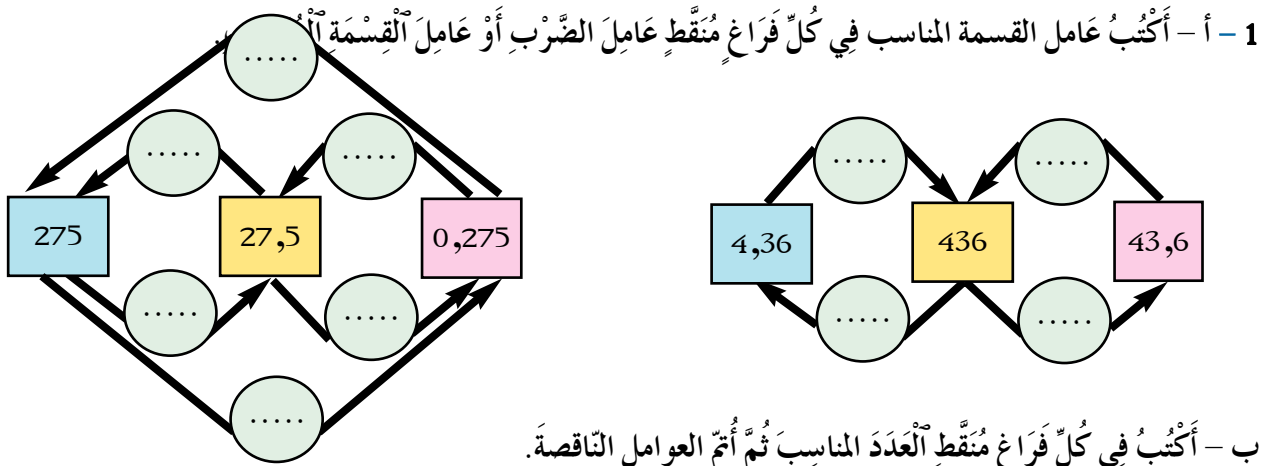 1 – أ – أَكْتُبُ عَامل القسمة المناسب فِي كُلِّ فَرَاغٍ مُنَقَّطٍ عَامِلَ الضَّرْبِ أَوْ عَامِلَ ٱلْقِسْمَةِ
.....
..... ..... ..... .....
275 27,5 0,275 4,36 436 43,6
..... ..... ..... .....
.....
ب – أَكْتُبُ فِي كُلِّ فَرَاغٍ مُنَقَّطٍ ٱلْعَدَدَ المناسِبَ ثُمَّ أُتمّ العوامل النّاقصةَ.